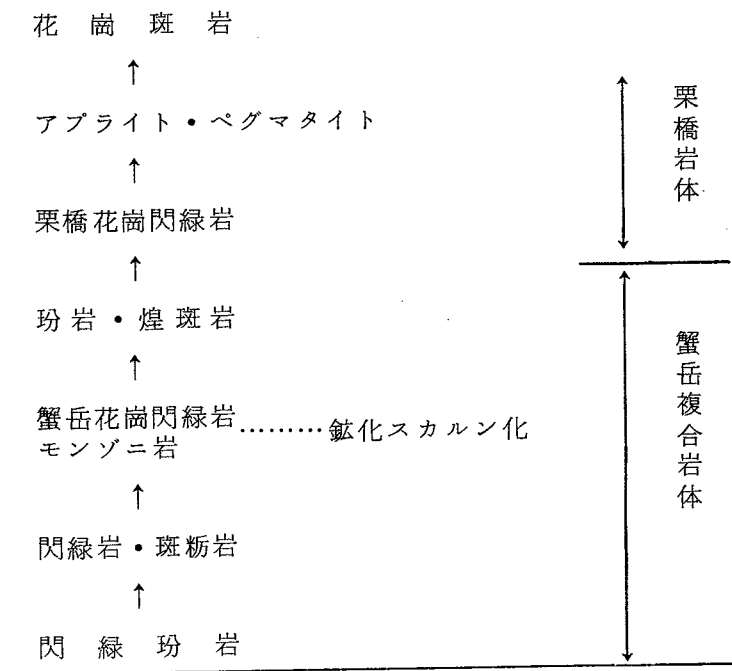 花崗斑岩
↑
アプライト・ペグマタイト
↑
栗橋花崗閃緑岩
↑
玢岩・煌斑岩
↑
蟹岳花崗閃緑岩
モンゾニ岩………鉱化スカルン化
↑
閃緑岩・斑粝岩
↑
閃緑玢岩
栗橋岩体
蟹岳複合岩体